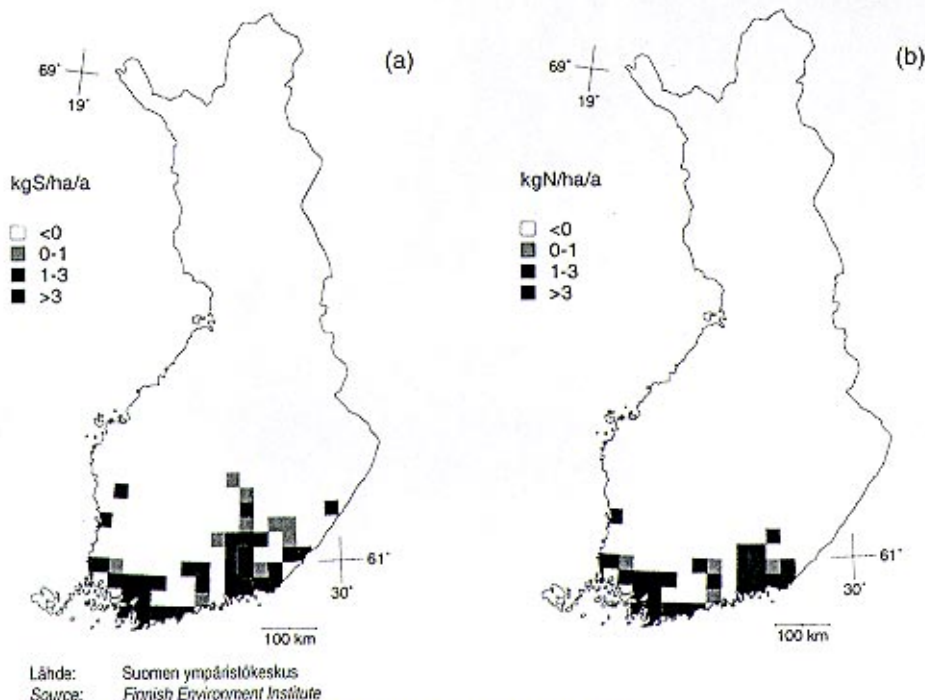 69°
19°
(a)
kgS/ha/a
<0
0-1
1-3
>3
61°
30°
100 km
69°
19°
(b)
kgN/ha/a
<0
0-1
1-3
>3
61°
30°
100 km
Lähde: Suomen ympäristökeskus
Source: Finnish Environment Institute